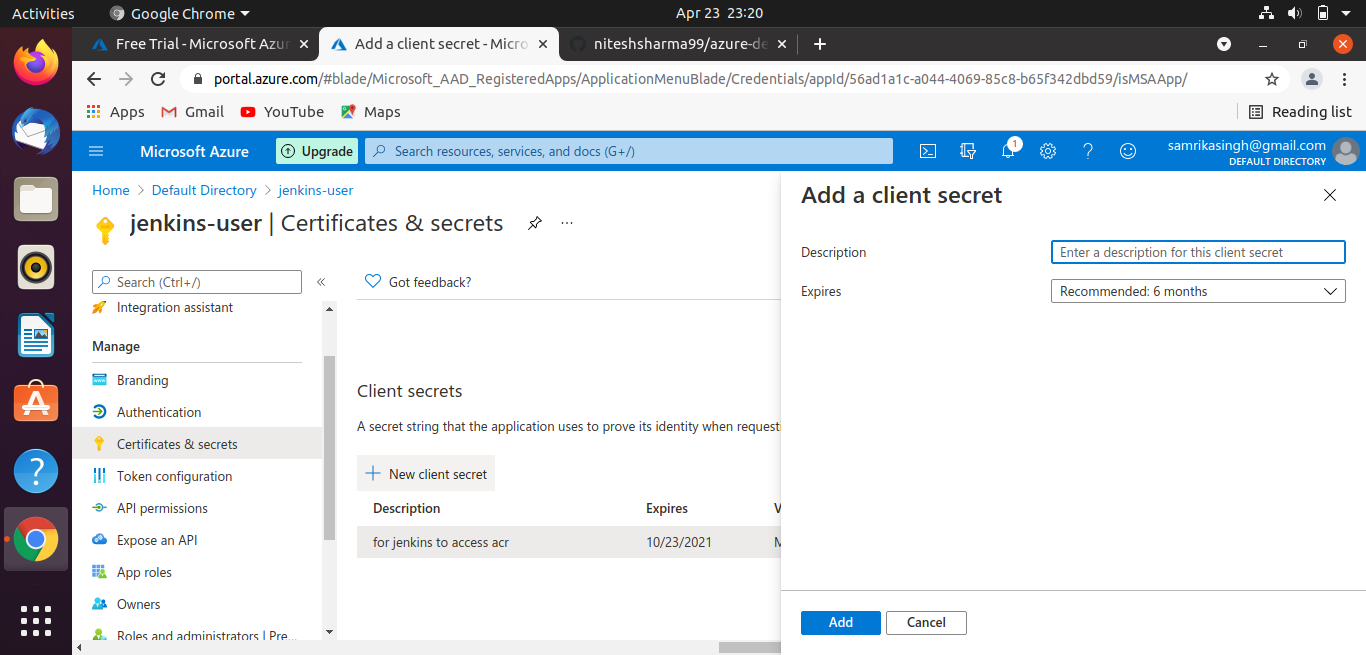 Activities
Google Chrome
Apr 23 23:20
Free Trial - Microsoft Azur
Add a client secret - Micro
niteshsharma99/azure-de
portal.azure.com/#blade/Microsoft_AAD_RegisteredApps/ApplicationMenuBlade/Credentials/appId/56ad1a1c-a044-4069-85c8-b65f342dbd59/isMSAApp/
Apps
Gmail
YouTube
Maps
Reading list
Microsoft Azure
Upgrade
Search resources, services, and docs (G+/)
1
samrikasingh@gmail.com
DEFAULT DIRECTORY
Home > Default Directory > jenkins-user
jenkins-user | Certificates & secrets
Search (Ctrl+/)
«
Integration assistant
Manage
Branding
Authentication
Certificates & secrets
Token configuration
API permissions
Expose an API
App roles
Owners
Roles and administrators | Pre...
Got feedback?
Client secrets
A secret string that the application uses to prove its identity when requesti
New client secret
Description Expires V
for jenkins to access acr 10/23/2021 M
Add a client secret
Description
Enter a description for this client secret
Expires
Recommended: 6 months
Add
Cancel